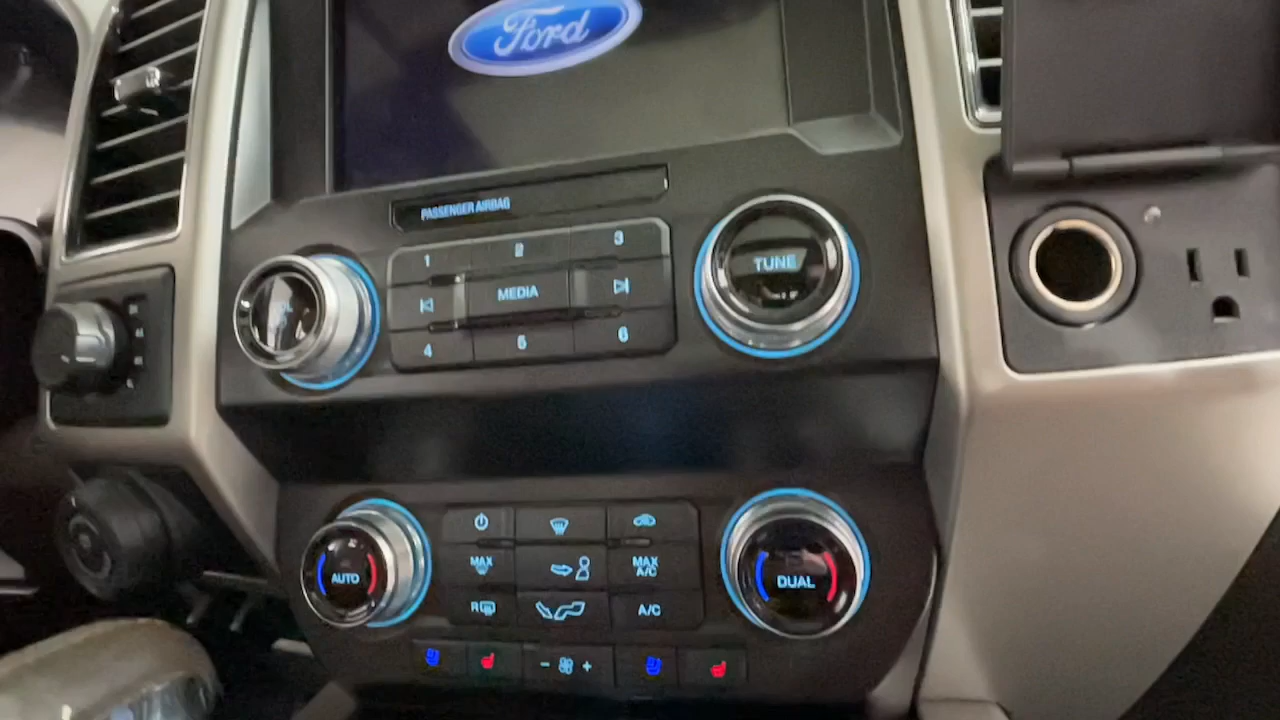 Ford
PASSENGER AIRBAG
1 2 3
MEDIA
4 5 6
TUNE
AUTO
MAX
MAX
A/C
R
A/C
DUAL
- +